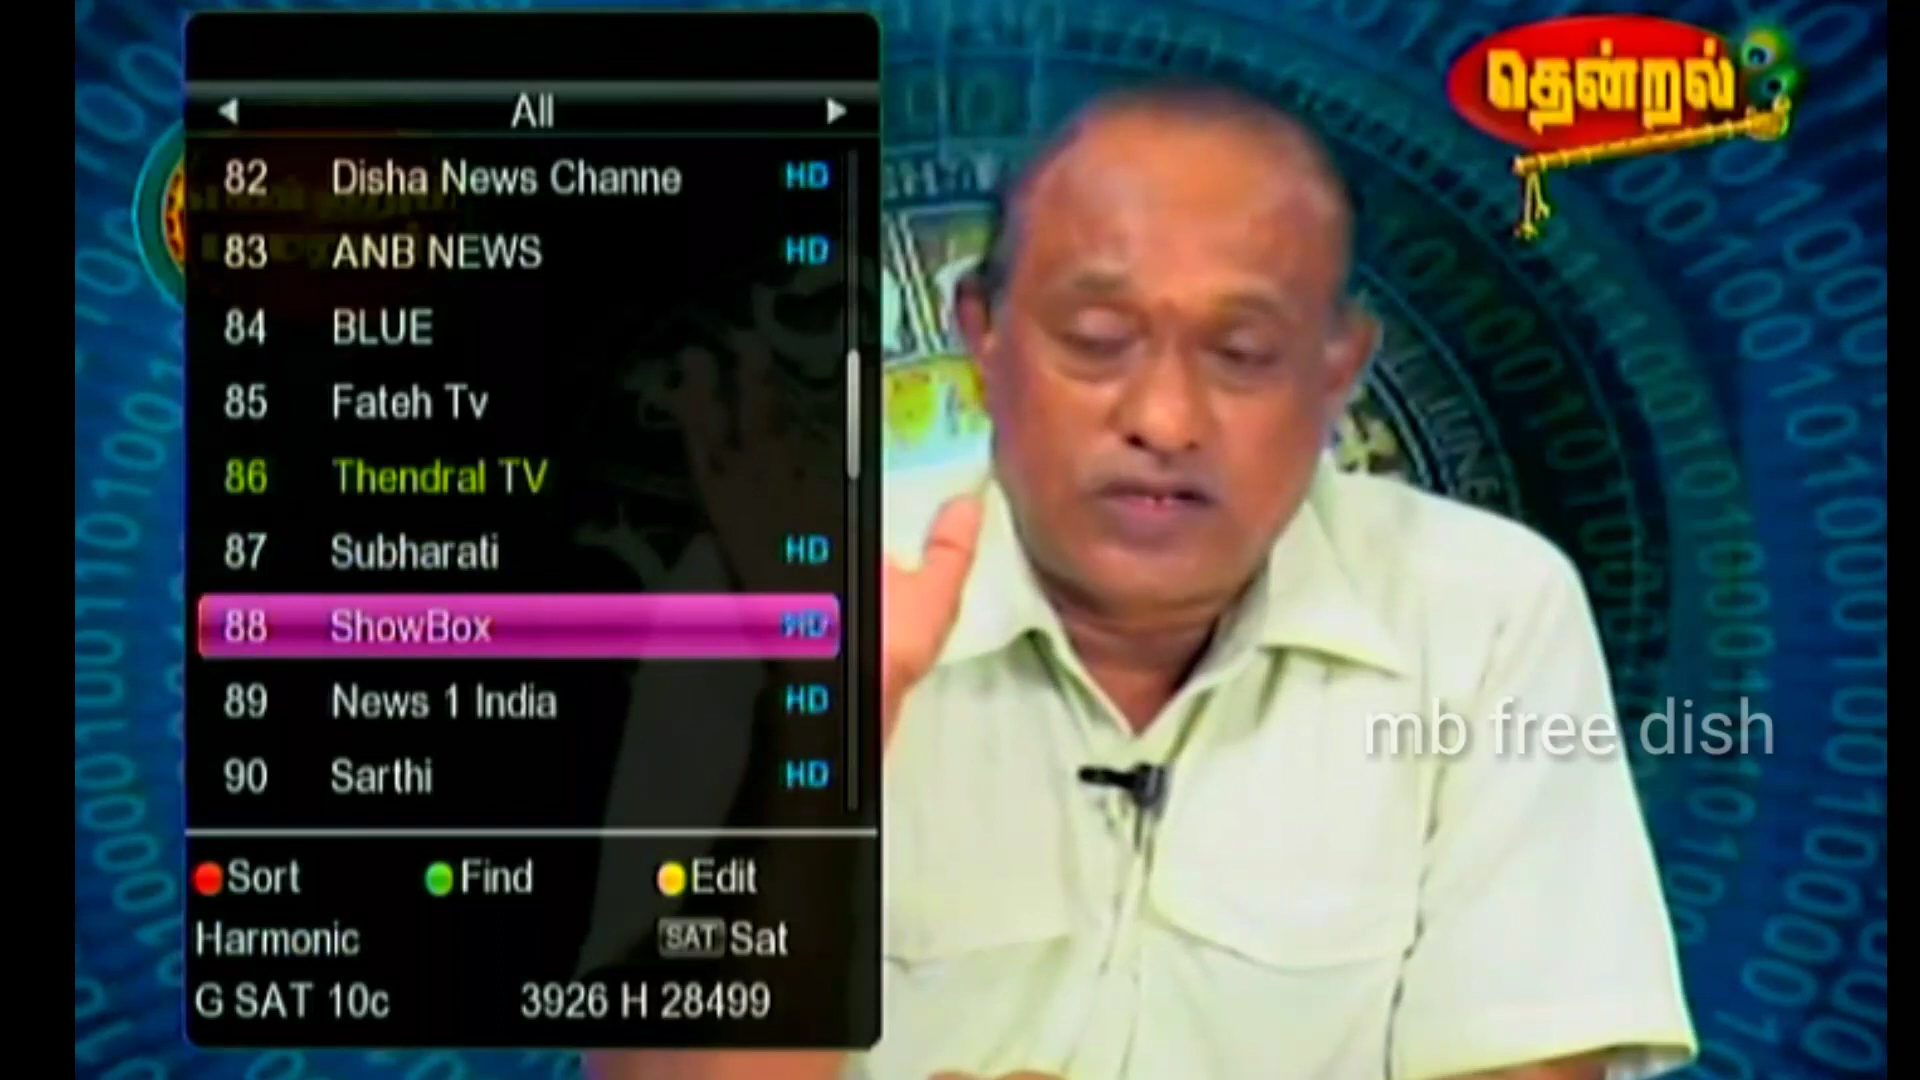 All
82 Disha News Channe HD
83 ANB NEWS HD
84 BLUE
85 Fateh Tv
86 Thendral TV
87 Subharati HD
88 ShowBox HD
89 News 1 India HD
90 Sarthi HD
Sort Find Edit
Harmonic SAT Sat
G SAT 10c 3926 H 28499
தென்றல்
mb free dish